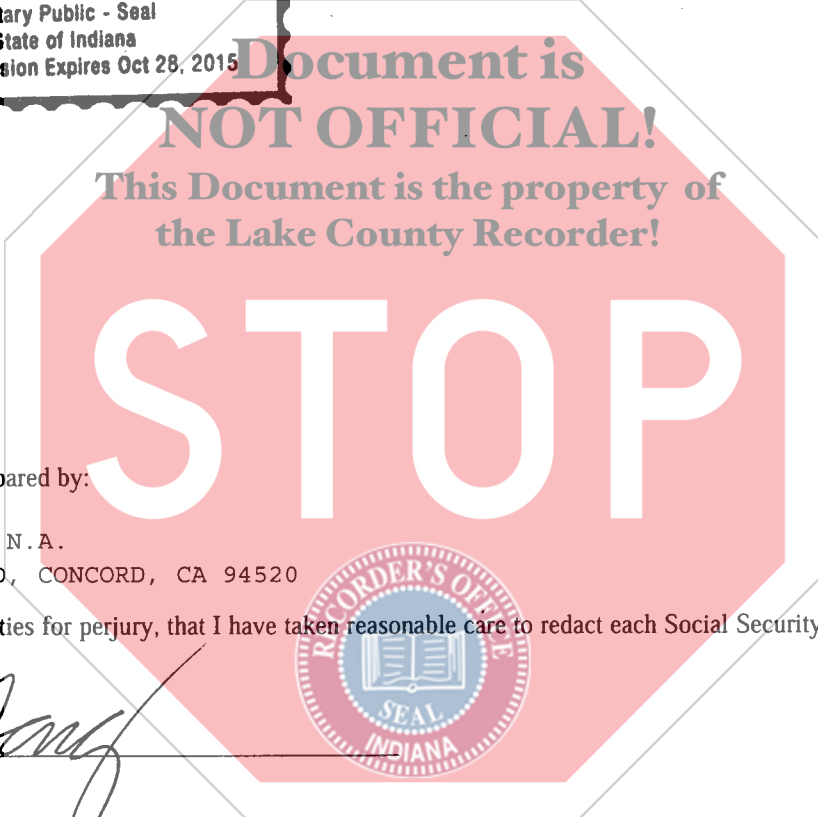 tary Public - Seal
State of Indiana
sion Expires Oct 28, 2015
Document is
NOT OFFICIAL!
This Document is the property of
the Lake County Recorder!
STOP
pared by:
N.A.
, CONCORD, CA 94520
RECORDER'S OFFICE
ties for perjury, that I have taken reasonable care to redact each Social Security
SEAL
INDIANA